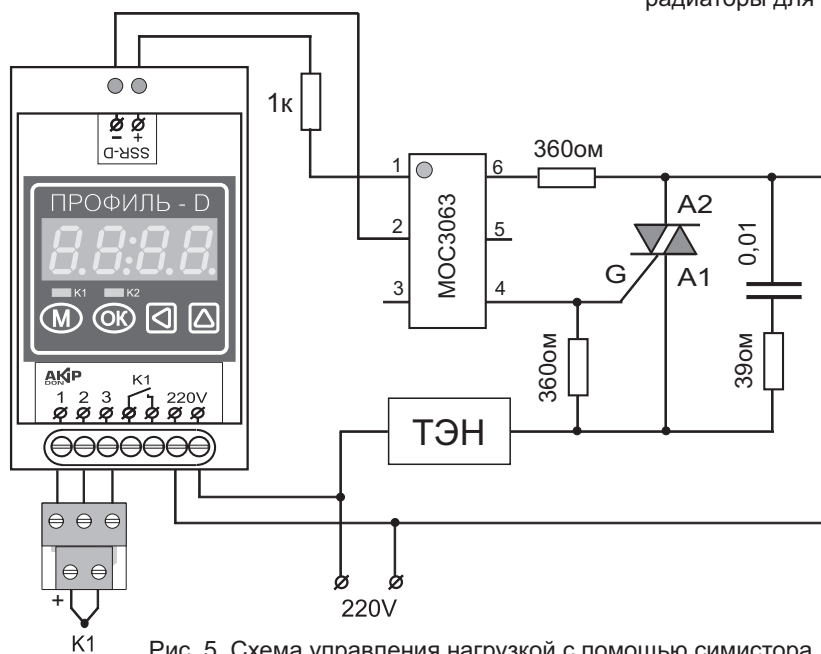 радиаторы для
1к
− +
SSR-D
ПРОФИЛЬ - D
8.8:8.8.
K1 K2
M OK
AKIP
DON
1 2 3 K1 220V
+
K1
1 2 3
MOC3063
6 5 4
360ом
A2
G
A1
0,01
360ом
39ом
ТЭН
220V
Рис. 5. Схема управления нагрузкой с помощью симистора